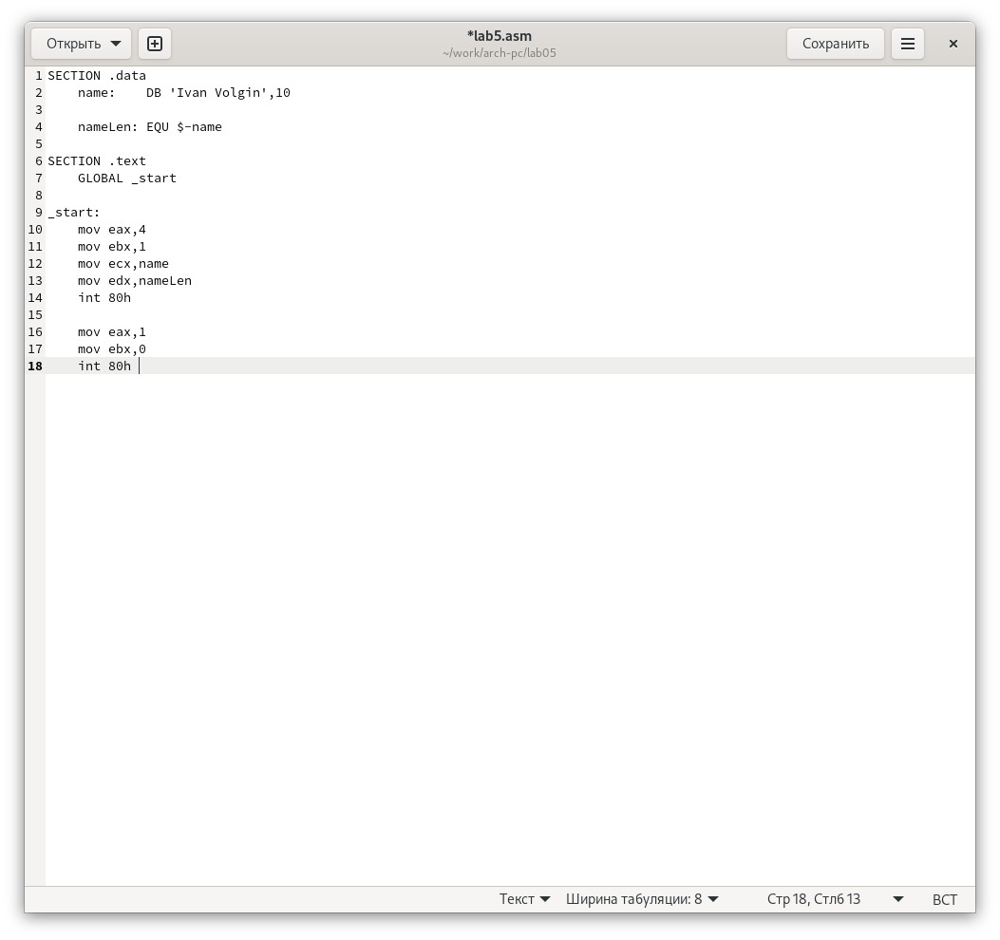 Открыть
*lab5.asm
~/work/arch-pc/lab05
Сохранить
1 SECTION .data
2     name:    DB 'Ivan Volgin',10
3
4     nameLen: EQU $-name
5
6 SECTION .text
7     GLOBAL _start
8
9 _start:
10     mov eax,4
11     mov ebx,1
12     mov ecx,name
13     mov edx,nameLen
14     int 80h
15
16     mov eax,1
17     mov ebx,0
18     int 80h
Текст Ширина табуляции: 8 Стр 18, Стлб 13 ВСТ